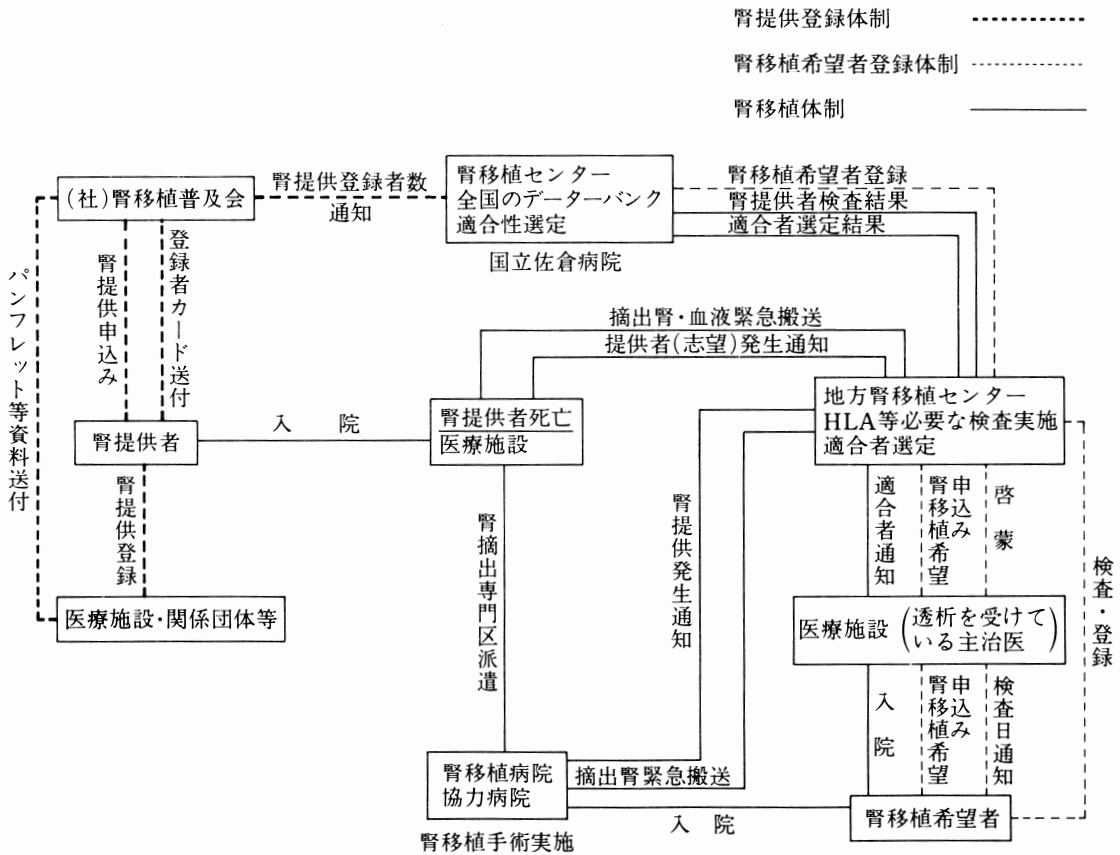 腎提供登録体制
腎移植希望者登録体制
腎移植体制
(社)腎移植普及会
腎提供登録者数
通知
腎移植センター
全国のデーターバンク
適合性選定
国立佐倉病院
腎移植希望者登録
腎提供者検査結果
適合者選定結果
パンフレット等資料送付
腎提供申込み
登録者カード送付
摘出腎・血液緊急搬送
提供者(志望)発生通知
腎提供者
入院
腎提供者死亡
医療施設
地方腎移植センター
HLA等必要な検査実施
適合者選定
腎提供登録
医療施設・関係団体等
腎摘出専門区派遣
腎提供発生通知
適合者通知
腎移植希望
申込み
啓蒙
検査・登録
医療施設(透析を受けて
いる主治医)
入院
腎移植希望
申込み
検査日通知
腎移植病院
協力病院
腎移植手術実施
摘出腎緊急搬送
入院
腎移植希望者